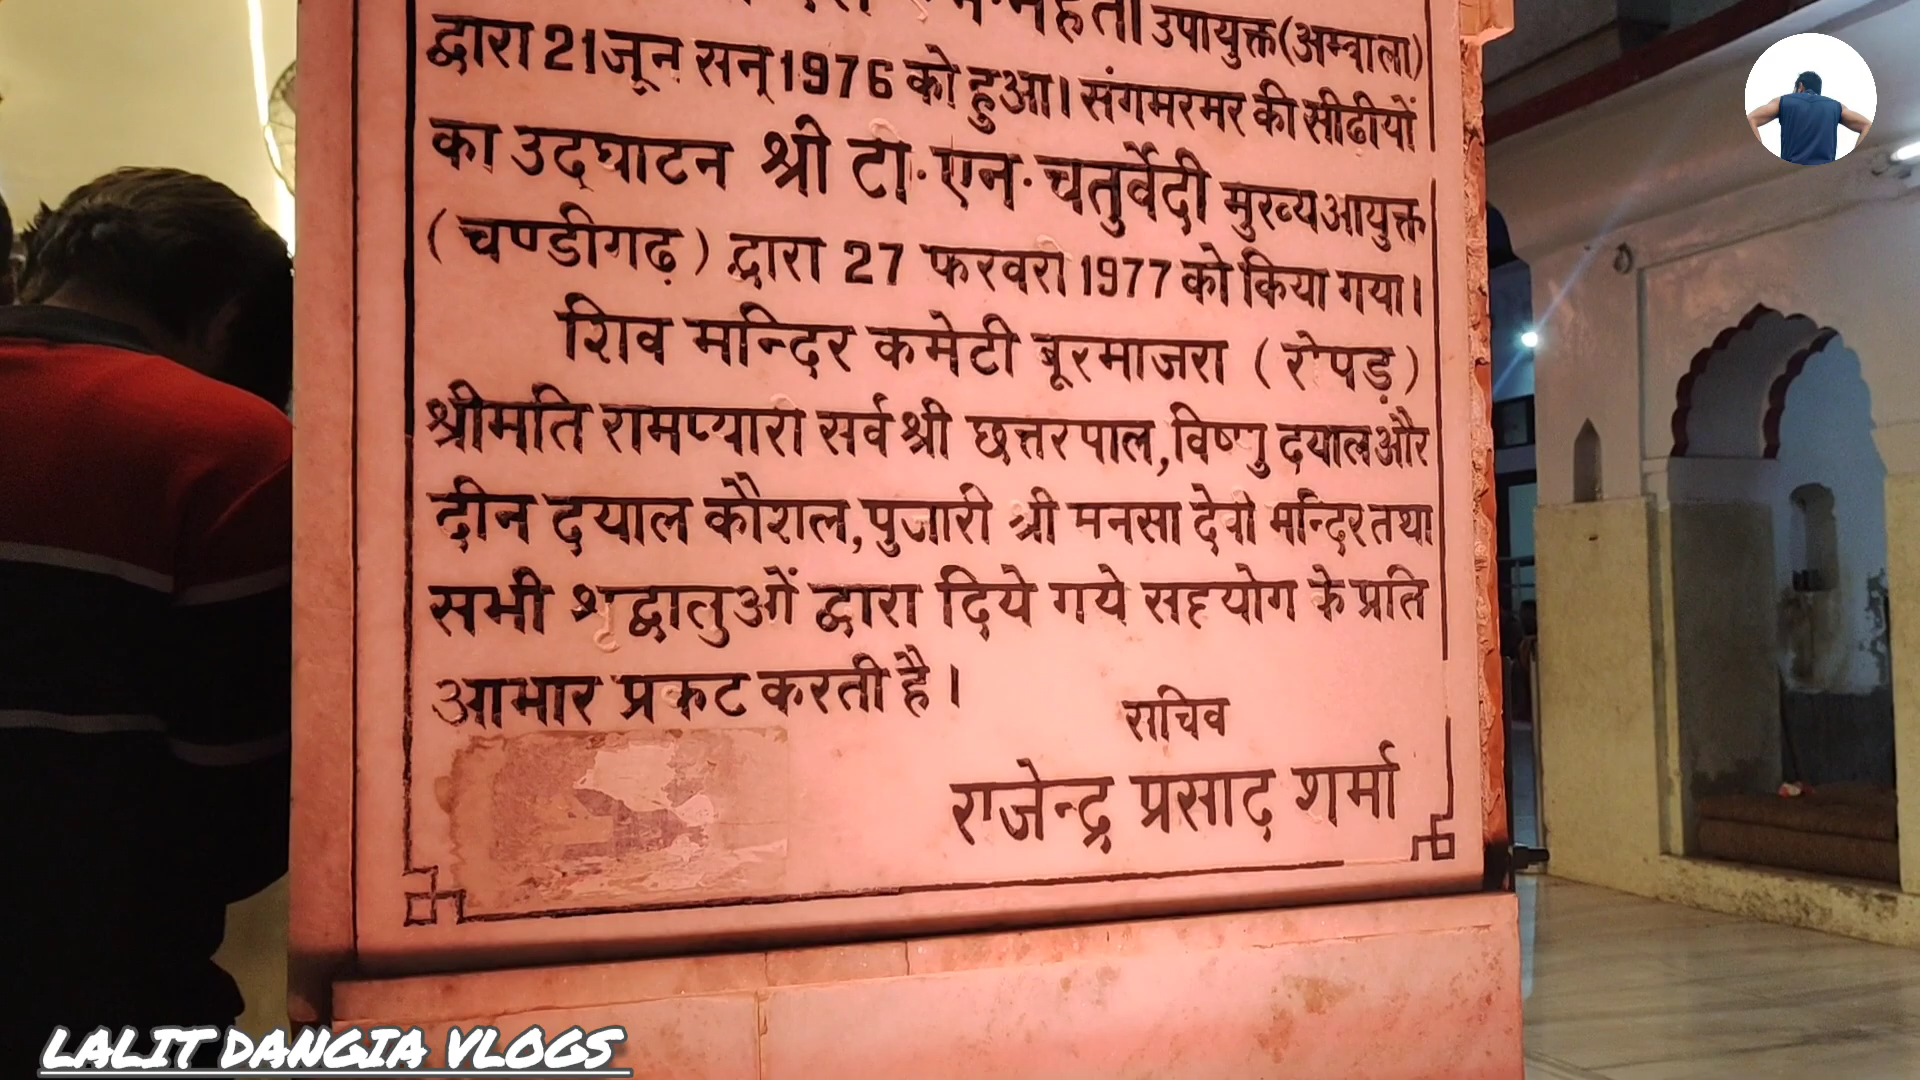 उपायुक्त (अम्बाला)
द्वारा 21 जून सन् 1976 को हुआ। संगमरमर की सीढीयों
का उद्घाटन श्री टी·एन·चतुर्वेदी मुख्य आयुक्त
(चण्डीगढ़) द्वारा 27 फरवरी 1977 को किया गया।
शिव मन्दिर कमेटी बूरमाजरा (रोपड़)
श्रीमति रामप्यारी सर्व श्री छत्तर पाल, विष्णु दयाल और
दीन दयाल कौशल, पुजारी श्री मनसा देवी मन्दिर तथा
सभी श्रृद्धालुओं द्वारा दिये गये सहयोग के प्रति
आभार प्रकट करती है।
सचिव
राजेन्द्र प्रसाद शर्मा
LALIT DANGIA VLOGS